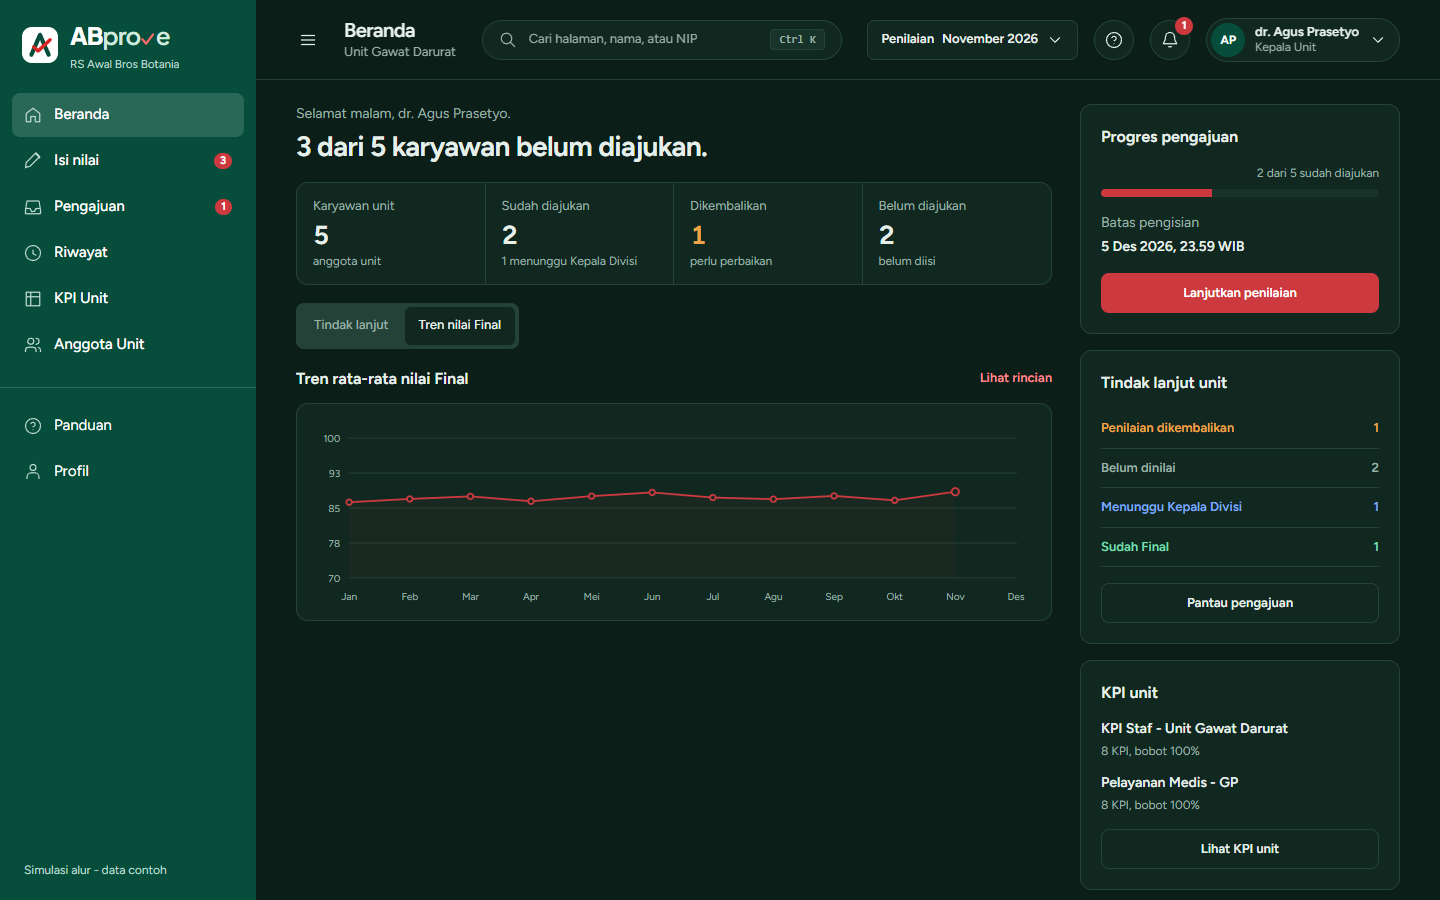 ABprove
RS Awal Bros Botania
Beranda
Isi nilai
3
Pengajuan
1
Riwayat
KPI Unit
Anggota Unit
Panduan
Profil
Simulasi alur - data contoh
Beranda
Unit Gawat Darurat
Cari halaman, nama, atau NIP
Ctrl K
Penilaian November 2026
1
AP
dr. Agus Prasetyo
Kepala Unit
Selamat malam, dr. Agus Prasetyo.
3 dari 5 karyawan belum diajukan.
Karyawan unit
5
anggota unit
Sudah diajukan
2
1 menunggu Kepala Divisi
Dikembalikan
1
perlu perbaikan
Belum diajukan
2
belum diisi
Tindak lanjut
Tren nilai Final
Tren rata-rata nilai Final
Lihat rincian
100
93
85
78
70
Jan Feb Mar Apr Mei Jun Jul Agu Sep Okt Nov Des
Progres pengajuan
2 dari 5 sudah diajukan
Batas pengisian
5 Des 2026, 23.59 WIB
Lanjutkan penilaian
Tindak lanjut unit
Penilaian dikembalikan 1
Belum dinilai 2
Menunggu Kepala Divisi 1
Sudah Final 1
Pantau pengajuan
KPI unit
KPI Staf - Unit Gawat Darurat
8 KPI, bobot 100%
Pelayanan Medis - GP
8 KPI, bobot 100%
Lihat KPI unit